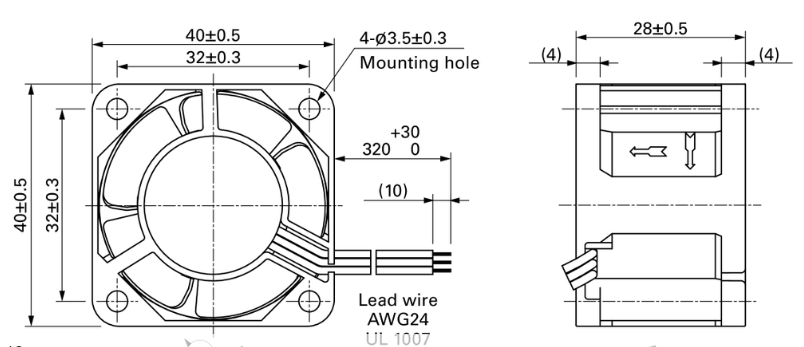 40±0.5
32±0.3
4-ø3.5±0.3
Mounting hole
+30
320 0
(10)
40±0.5
32±0.3
Lead wire
AWG24
UL 1007
28±0.5
(4)
(4)